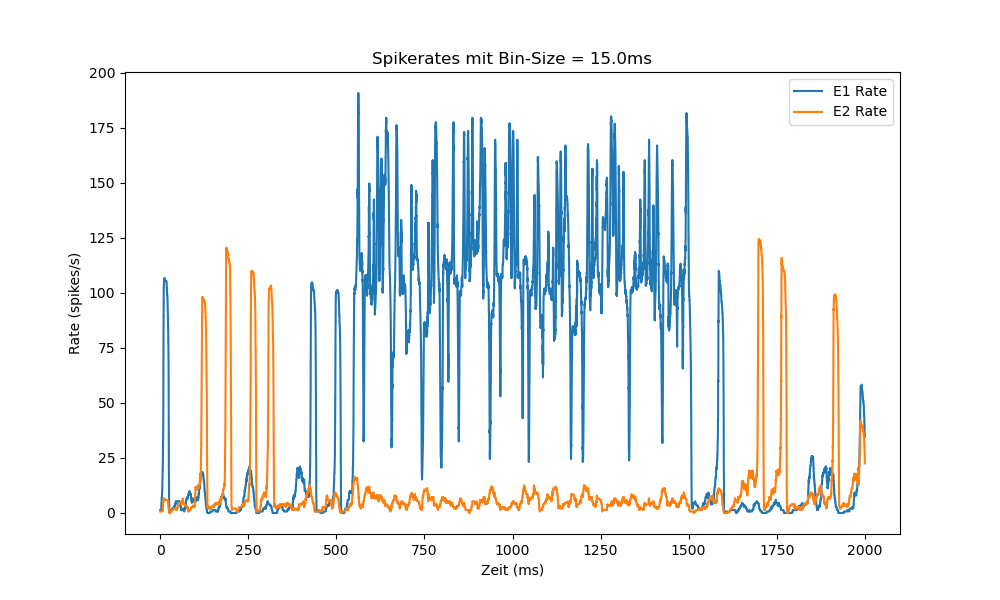 Spikerates mit Bin-Size = 15.0ms
E1 Rate
E2 Rate
Rate (spikes/s)
200
175
150
125
100
75
50
25
0
0 250 500 750 1000 1250 1500 1750 2000
Zeit (ms)